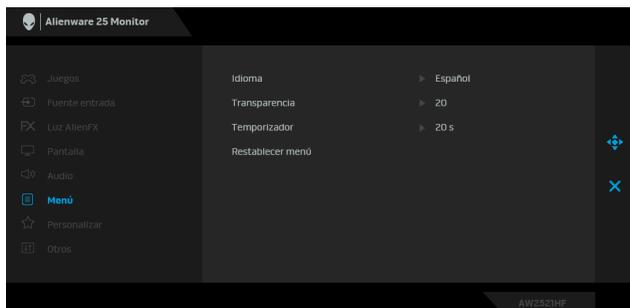 Alienware 25 Monitor
Juegos
Fuente entrada
FX Luz AlienFX
Pantalla
Audio
Menú
Personalizar
Otros
Idioma Español
Transparencia 20
Temporizador 20 s
Restablecer menú
AW2521HF